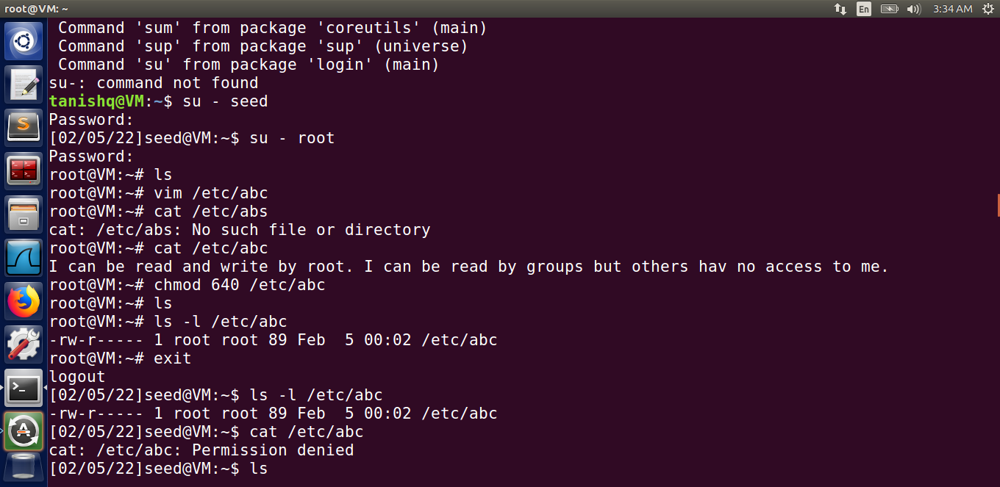 root@VM: ~
En
3:34 AM
Command 'sum' from package 'coreutils' (main)
Command 'sup' from package 'sup' (universe)
Command 'su' from package 'login' (main)
su-: command not found
tanishq@VM:~$ su - seed
Password:
[02/05/22]seed@VM:~$ su - root
Password:
root@VM:~# ls
root@VM:~# vim /etc/abc
root@VM:~# cat /etc/abs
cat: /etc/abs: No such file or directory
root@VM:~# cat /etc/abc
I can be read and write by root. I can be read by groups but others hav no access to me.
root@VM:~# chmod 640 /etc/abc
root@VM:~# ls
root@VM:~# ls -l /etc/abc
-rw-r----- 1 root root 89 Feb  5 00:02 /etc/abc
root@VM:~# exit
logout
[02/05/22]seed@VM:~$ ls -l /etc/abc
-rw-r----- 1 root root 89 Feb  5 00:02 /etc/abc
[02/05/22]seed@VM:~$ cat /etc/abc
cat: /etc/abc: Permission denied
[02/05/22]seed@VM:~$ ls